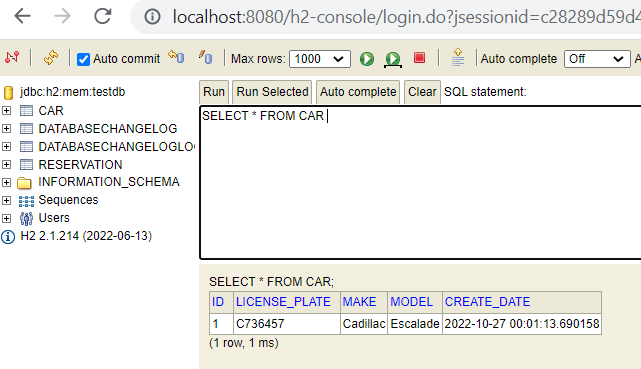 localhost:8080/h2-console/login.do?jsessionid=c28289d59d4
Auto commit Max rows: 1000 Auto complete Off A
jdbc:h2:mem:testdb
CAR
DATABASECHANGELOG
DATABASECHANGELOGLO
RESERVATION
INFORMATION_SCHEMA
Sequences
Users
H2 2.1.214 (2022-06-13)
Run Run Selected Auto complete Clear SQL statement:
SELECT * FROM CAR
SELECT * FROM CAR;
ID LICENSE_PLATE MAKE MODEL CREATE_DATE
1 C736457 Cadillac Escalade 2022-10-27 00:01:13.690158
(1 row, 1 ms)